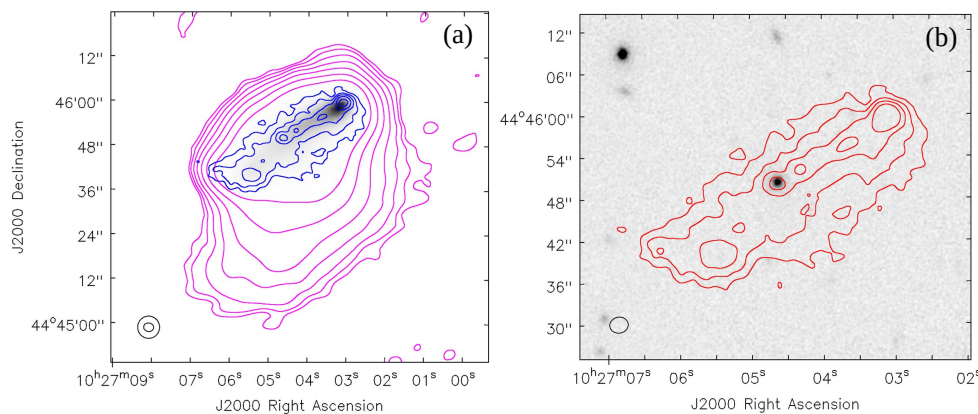 (a)
12"
46'00"
48"
36"
24"
12"
44°45'00"
J2000 Declination
10ʰ27ᵐ09ˢ 07ˢ 06ˢ 05ˢ 04ˢ 03ˢ 02ˢ 01ˢ 00ˢ
J2000 Right Ascension
(b)
12"
06"
44°46'00"
54"
48"
42"
36"
30"
10ʰ27ᵐ07ˢ 06ˢ 05ˢ 04ˢ 03ˢ 02ˢ
J2000 Right Ascension